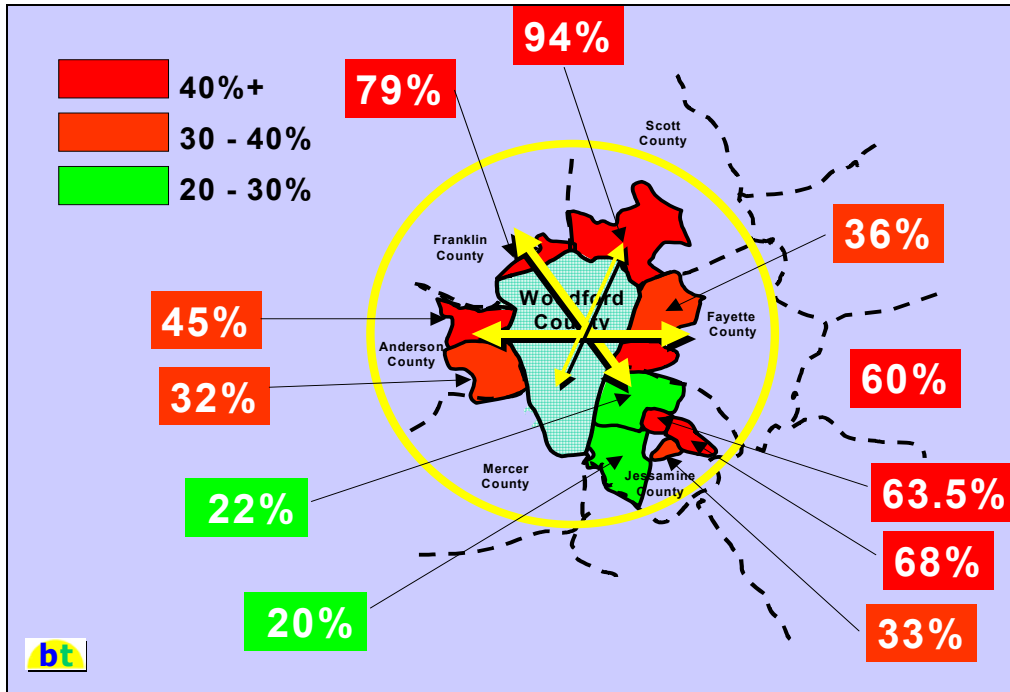 94%
79%
40%+
30 - 40%
20 - 30%
Scott
County
36%
Franklin
County
Woodford
County
Fayette
County
45%
Anderson
County
32%
60%
Mercer
County
Jessamine
County
22%
63.5%
68%
20%
33%
bt